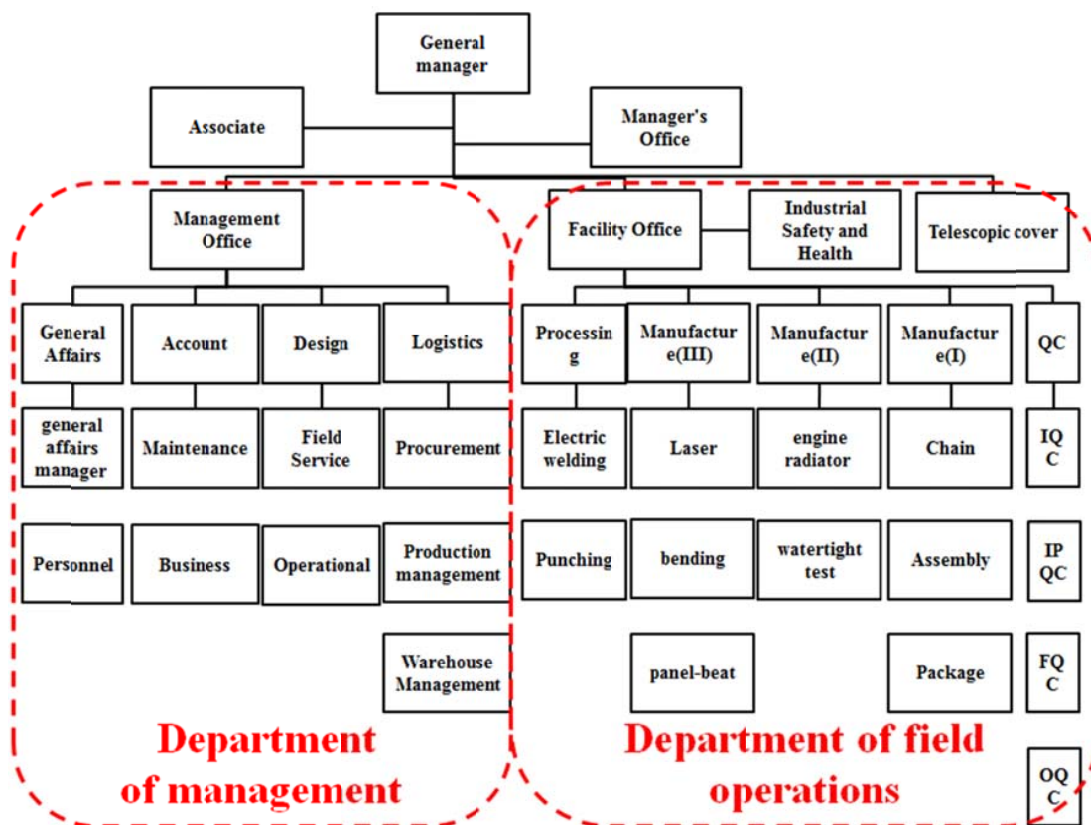 General
manager
Associate
Manager's
Office
Management
Office
Facility Office
Industrial
Safety and
Health
Telescopic cover
General
Affairs
Account
Design
Logistics
Processin
g
Manufactur
e(III)
Manufactur
e(II)
Manufactur
e(I)
QC
general
affairs
manager
Maintenance
Field
Service
Procurement
Electric
welding
Laser
engine
radiator
Chain
IQ
C
Personnel
Business
Operational
Production
management
Punching
bending
watertight
test
Assembly
IP
QC
Warehouse
Management
panel-beat
Package
FQ
C
Department
of management
Department of field
operations
OQ
C